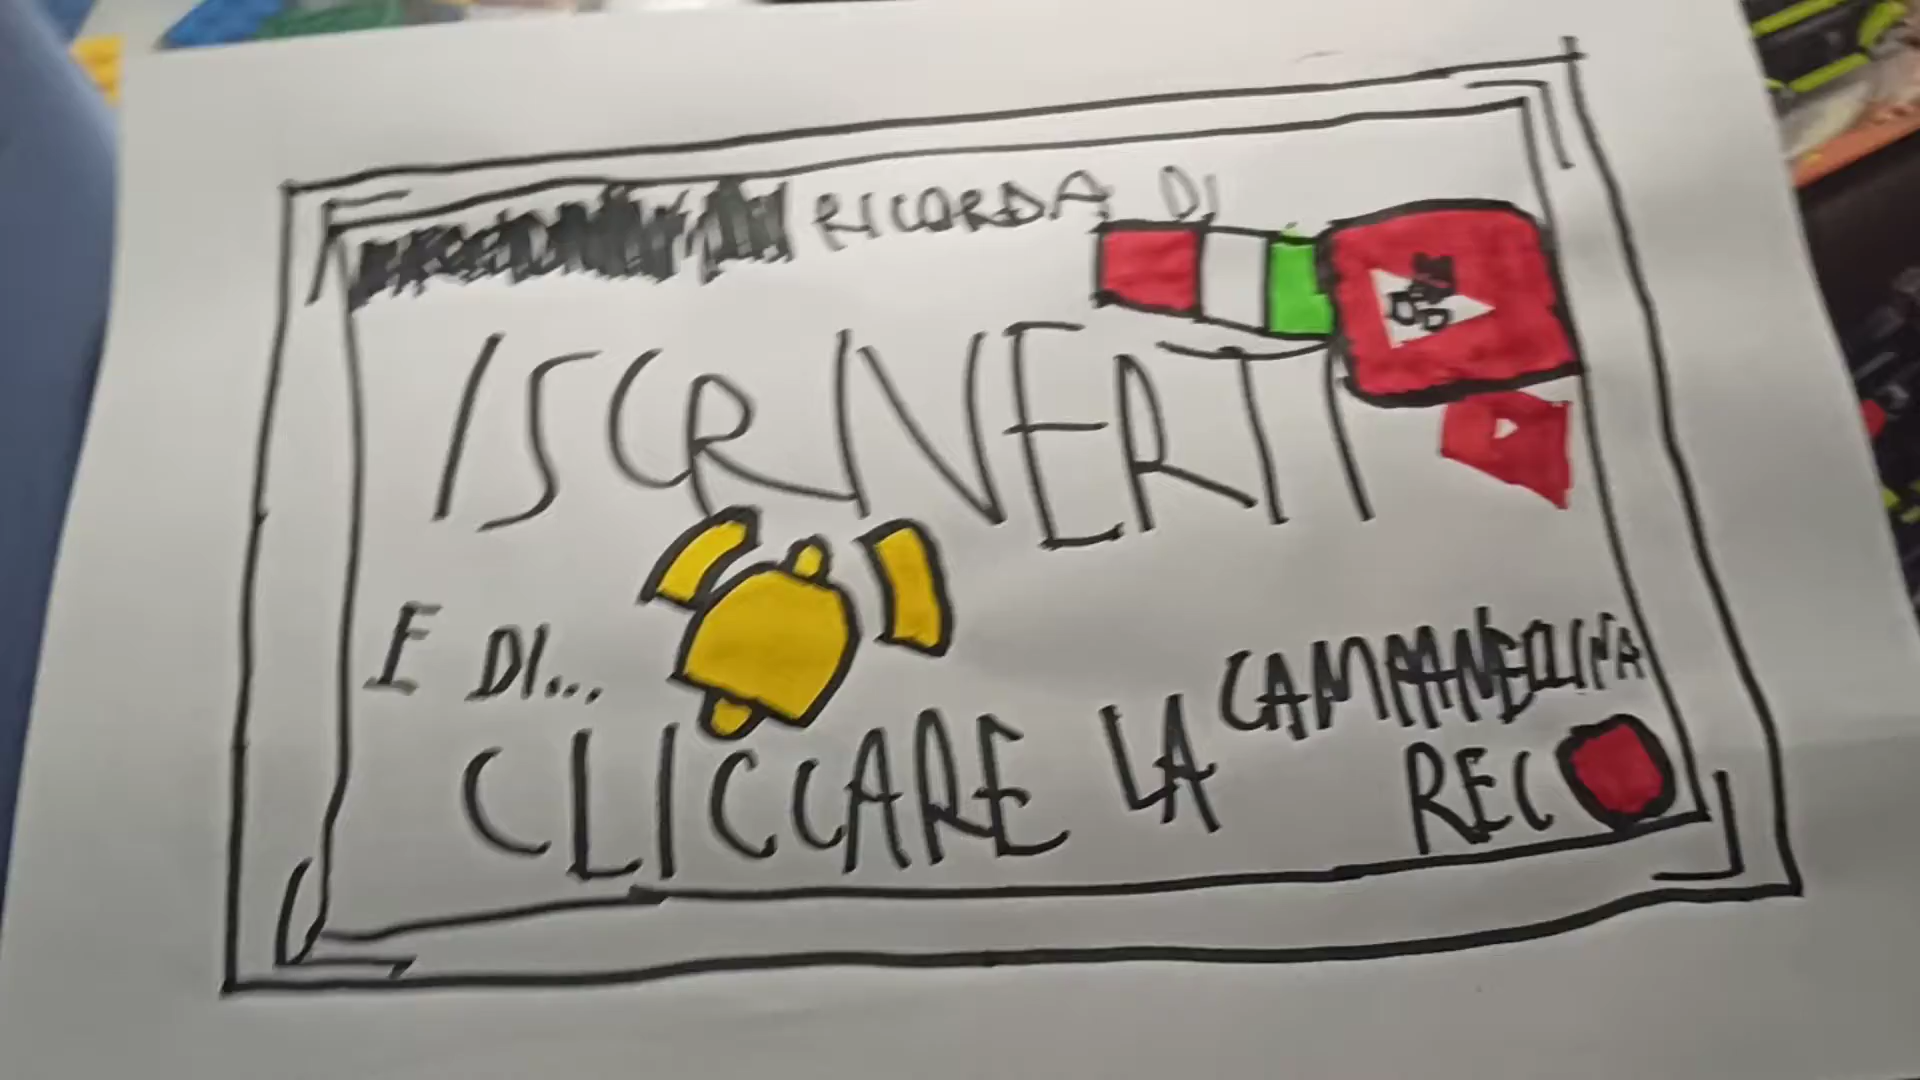 RICORDA DI
ISCRIVERTI
E DI...
CLICCARE LA
REC